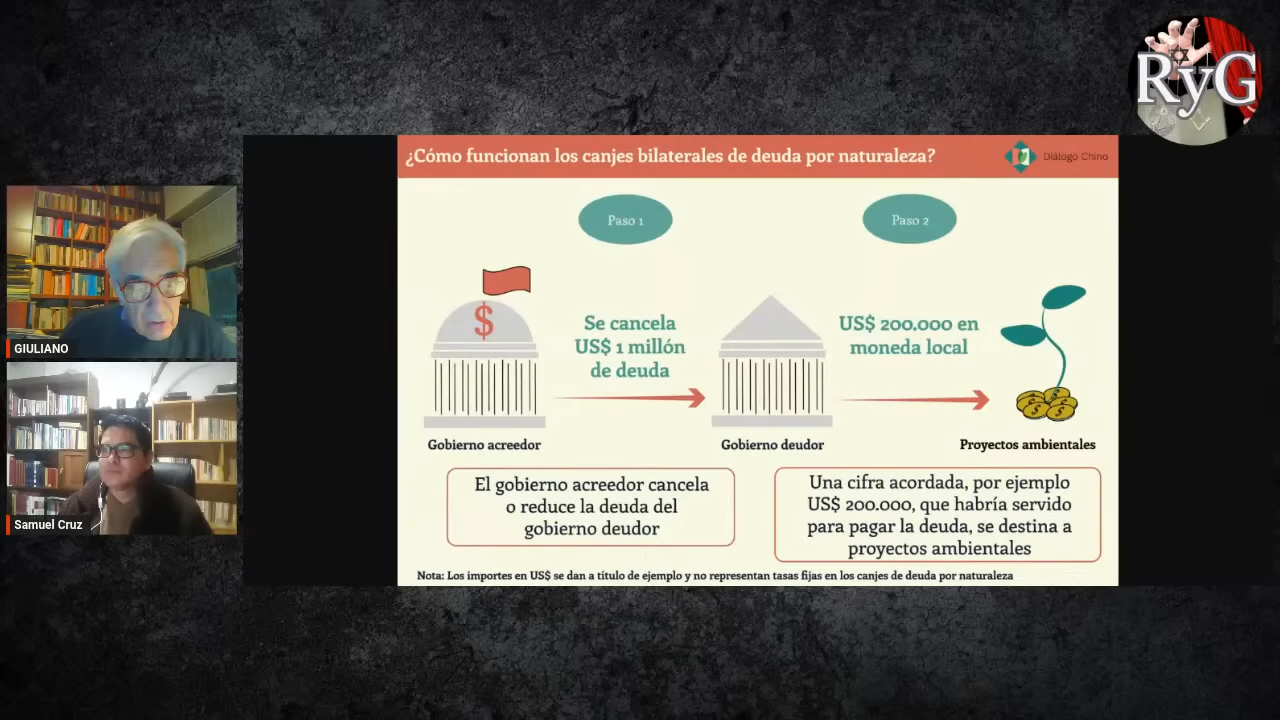 RyG
¿Cómo funcionan los canjes bilaterales de deuda por naturaleza?
Diálogo Chino
Paso 1
Paso 2
$
Se cancela
US$ 1 millón
de deuda
US$ 200.000 en
moneda local
Gobierno acreedor
Gobierno deudor
Proyectos ambientales
El gobierno acreedor cancela
o reduce la deuda del
gobierno deudor
Una cifra acordada, por ejemplo
US$ 200.000, que habría servido
para pagar la deuda, se destina a
proyectos ambientales
Nota: Los importes en US$ se dan a título de ejemplo y no representan tasas fijas en los canjes de deuda por naturaleza
GIULIANO
Samuel Cruz